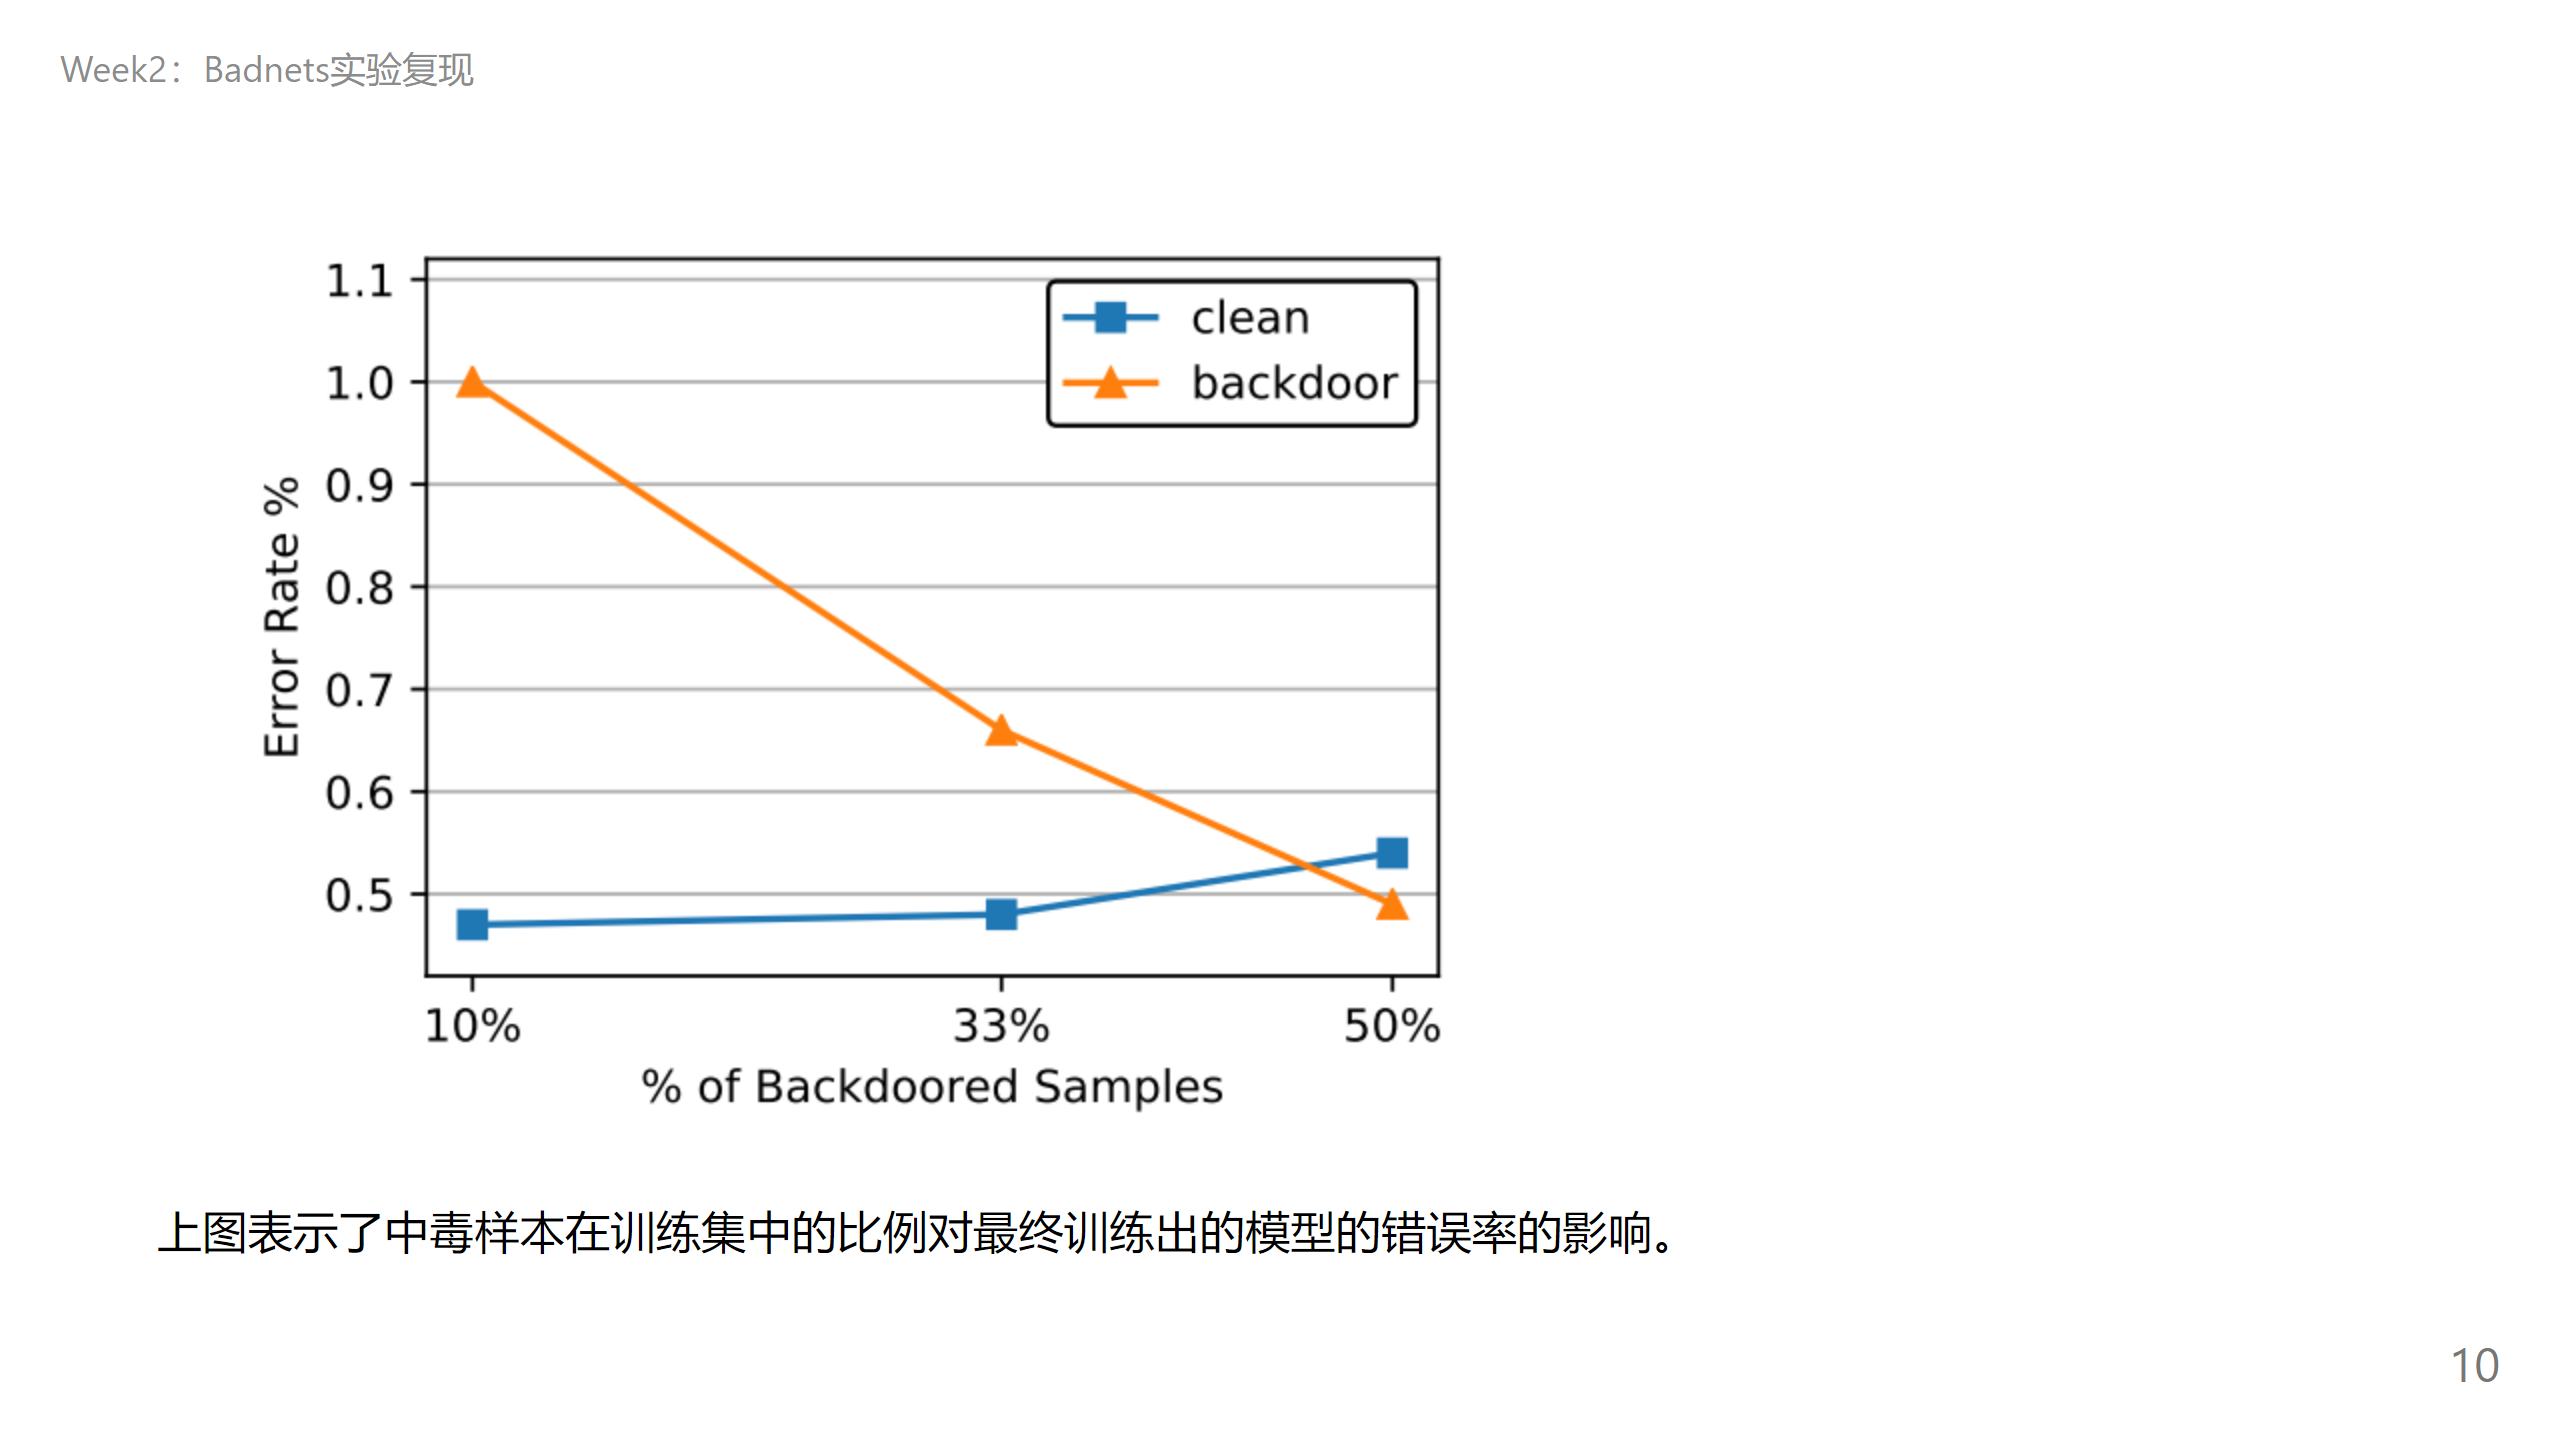 Week2：Badnets实验复现
1.1
1.0
0.9
0.8
0.7
0.6
0.5
Error Rate %
clean
backdoor
10%
33%
50%
% of Backdoored Samples
上图表示了中毒样本在训练集中的比例对最终训练出的模型的错误率的影响。
10